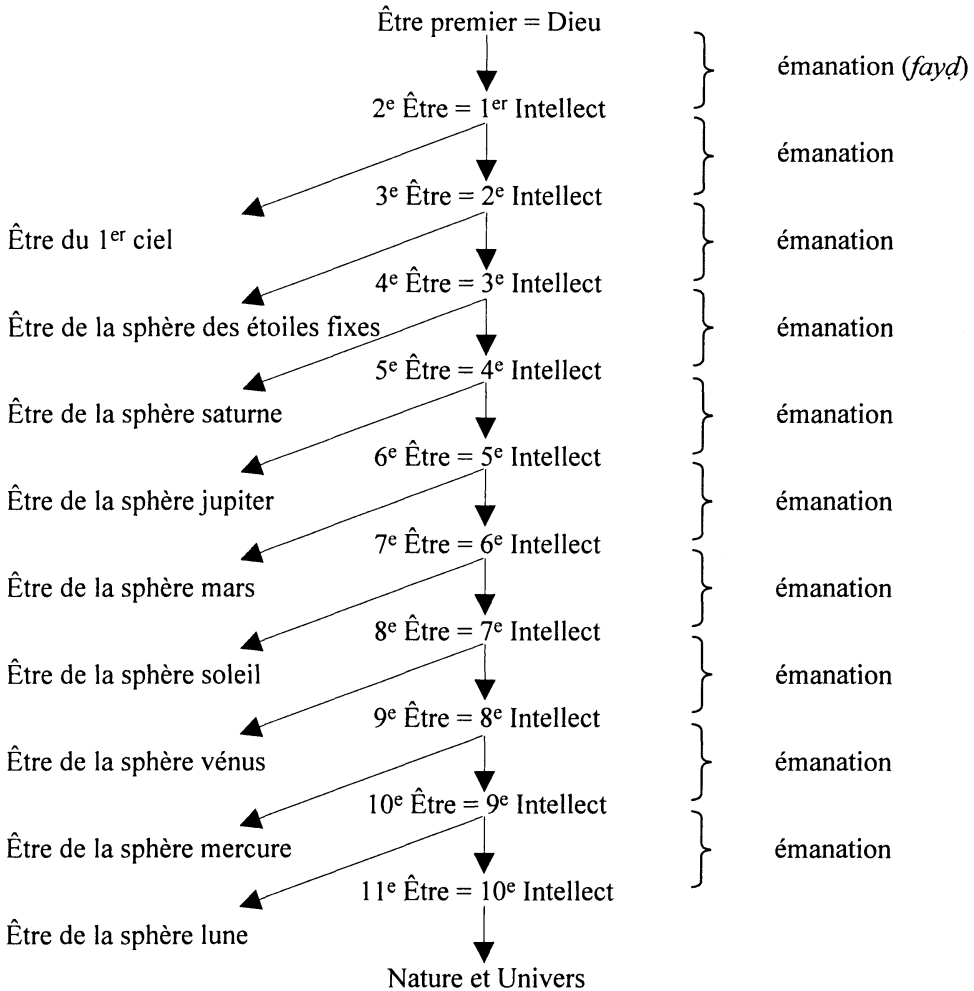 Être premier = Dieu
émanation (fayḍ)
2e Être = 1er Intellect
émanation
3e Être = 2e Intellect
Être du 1er ciel
émanation
4e Être = 3e Intellect
Être de la sphère des étoiles fixes
émanation
5e Être = 4e Intellect
Être de la sphère saturne
émanation
6e Être = 5e Intellect
Être de la sphère jupiter
émanation
7e Être = 6e Intellect
Être de la sphère mars
émanation
8e Être = 7e Intellect
Être de la sphère soleil
émanation
9e Être = 8e Intellect
Être de la sphère vénus
émanation
10e Être = 9e Intellect
Être de la sphère mercure
émanation
11e Être = 10e Intellect
Être de la sphère lune
Nature et Univers